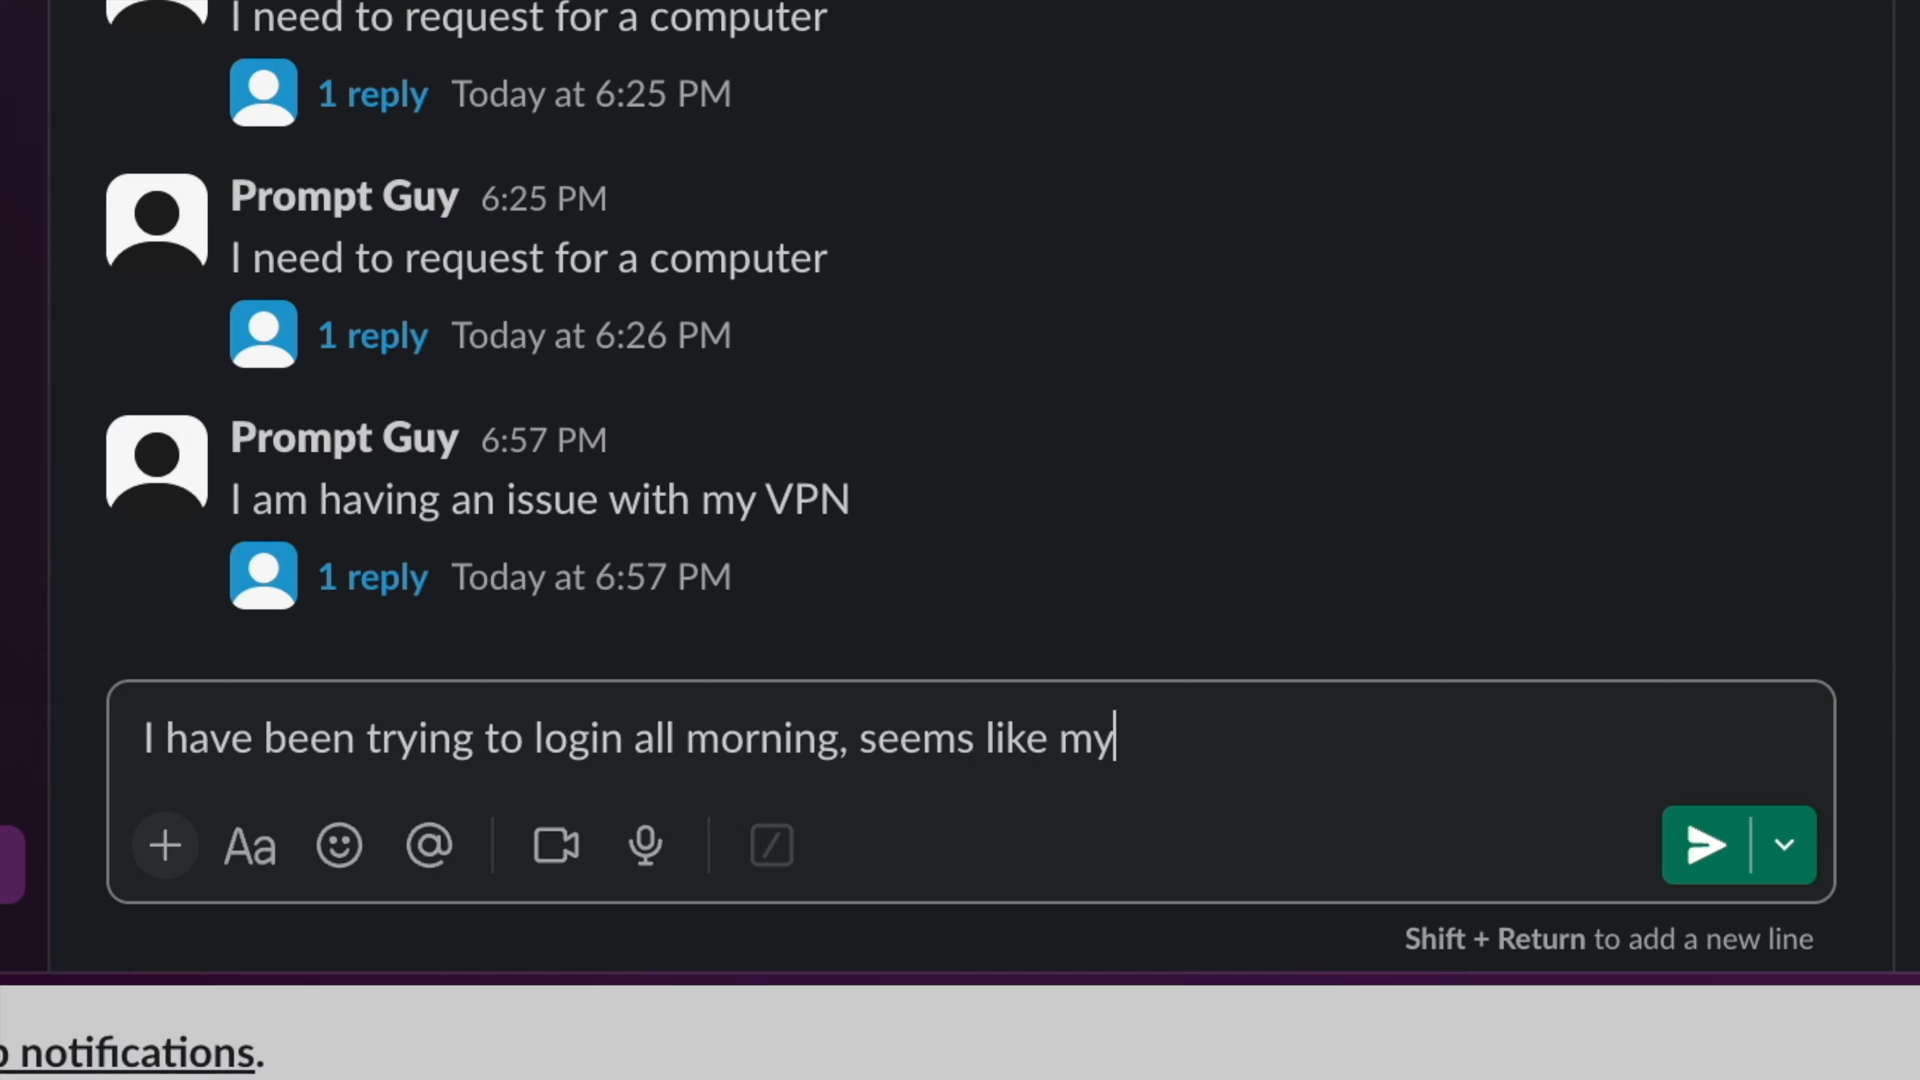 I need to request for a computer
1 reply Today at 6:25 PM
Prompt Guy 6:25 PM
I need to request for a computer
1 reply Today at 6:26 PM
Prompt Guy 6:57 PM
I am having an issue with my VPN
1 reply Today at 6:57 PM
I have been trying to login all morning, seems like my
Aa
Shift + Return to add a new line
notifications.